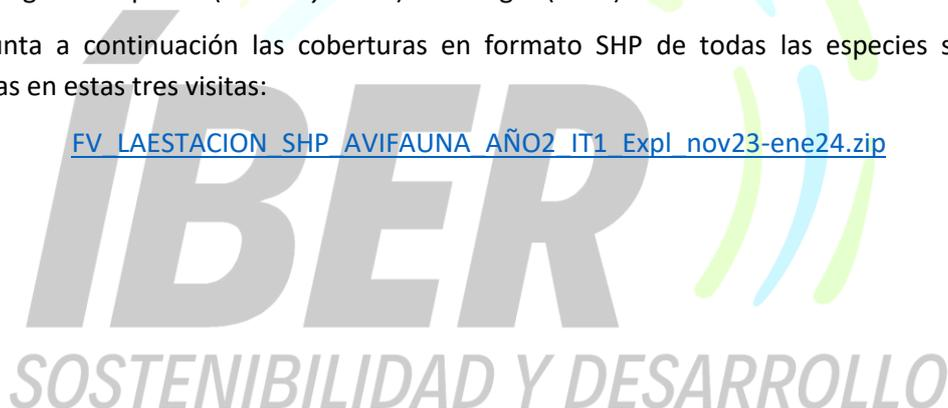 unta a continuación las coberturas en formato SHP de todas las especies s
as en estas tres visitas:
FV_LAESTACION_SHP_AVIFAUNA_AÑO2_IT1_Expl_nov23-ene24.zip
ÍBER
SOSTENIBILIDAD Y DESARROLLO